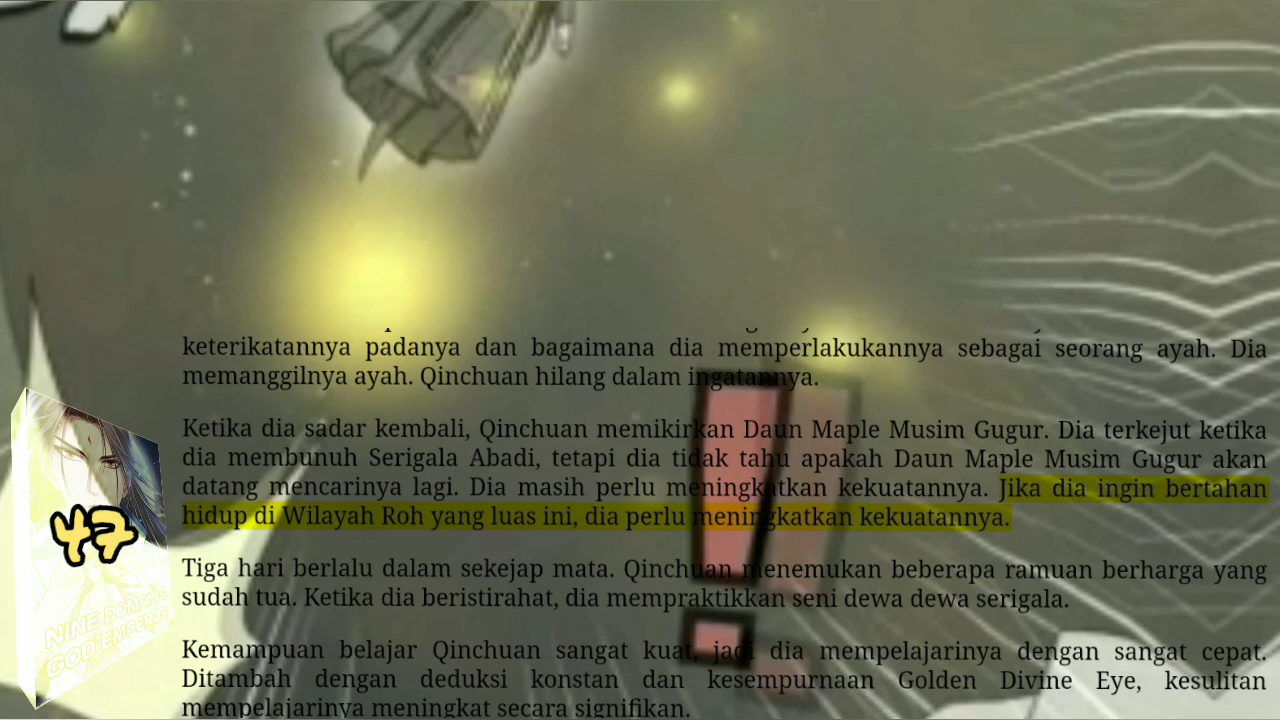 keterikatannya padanya dan bagaimana dia memperlakukannya sebagai seorang ayah. Dia
memanggilnya ayah. Qinchuan hilang dalam ingatannya.
Ketika dia sadar kembali, Qinchuan memikirkan Daun Maple Musim Gugur. Dia terkejut ketika
dia membunuh Serigala Abadi, tetapi dia tidak tahu apakah Daun Maple Musim Gugur akan
datang mencarinya lagi. Dia masih perlu meningkatkan kekuatannya. Jika dia ingin bertahan
hidup di Wilayah Roh yang luas ini, dia perlu meningkatkan kekuatannya.
Tiga hari berlalu dalam sekejap mata. Qinchuan menemukan beberapa ramuan berharga yang
sudah tua. Ketika dia beristirahat, dia mempraktikkan seni dewa dewa serigala.
Kemampuan belajar Qinchuan sangat kuat, jadi dia mempelajarinya dengan sangat cepat.
Ditambah dengan deduksi konstan dan kesempurnaan Golden Divine Eye, kesulitan
mempelajarinya meningkat secara signifikan.
47
NINE DOMAINS
GOD EMPEROR